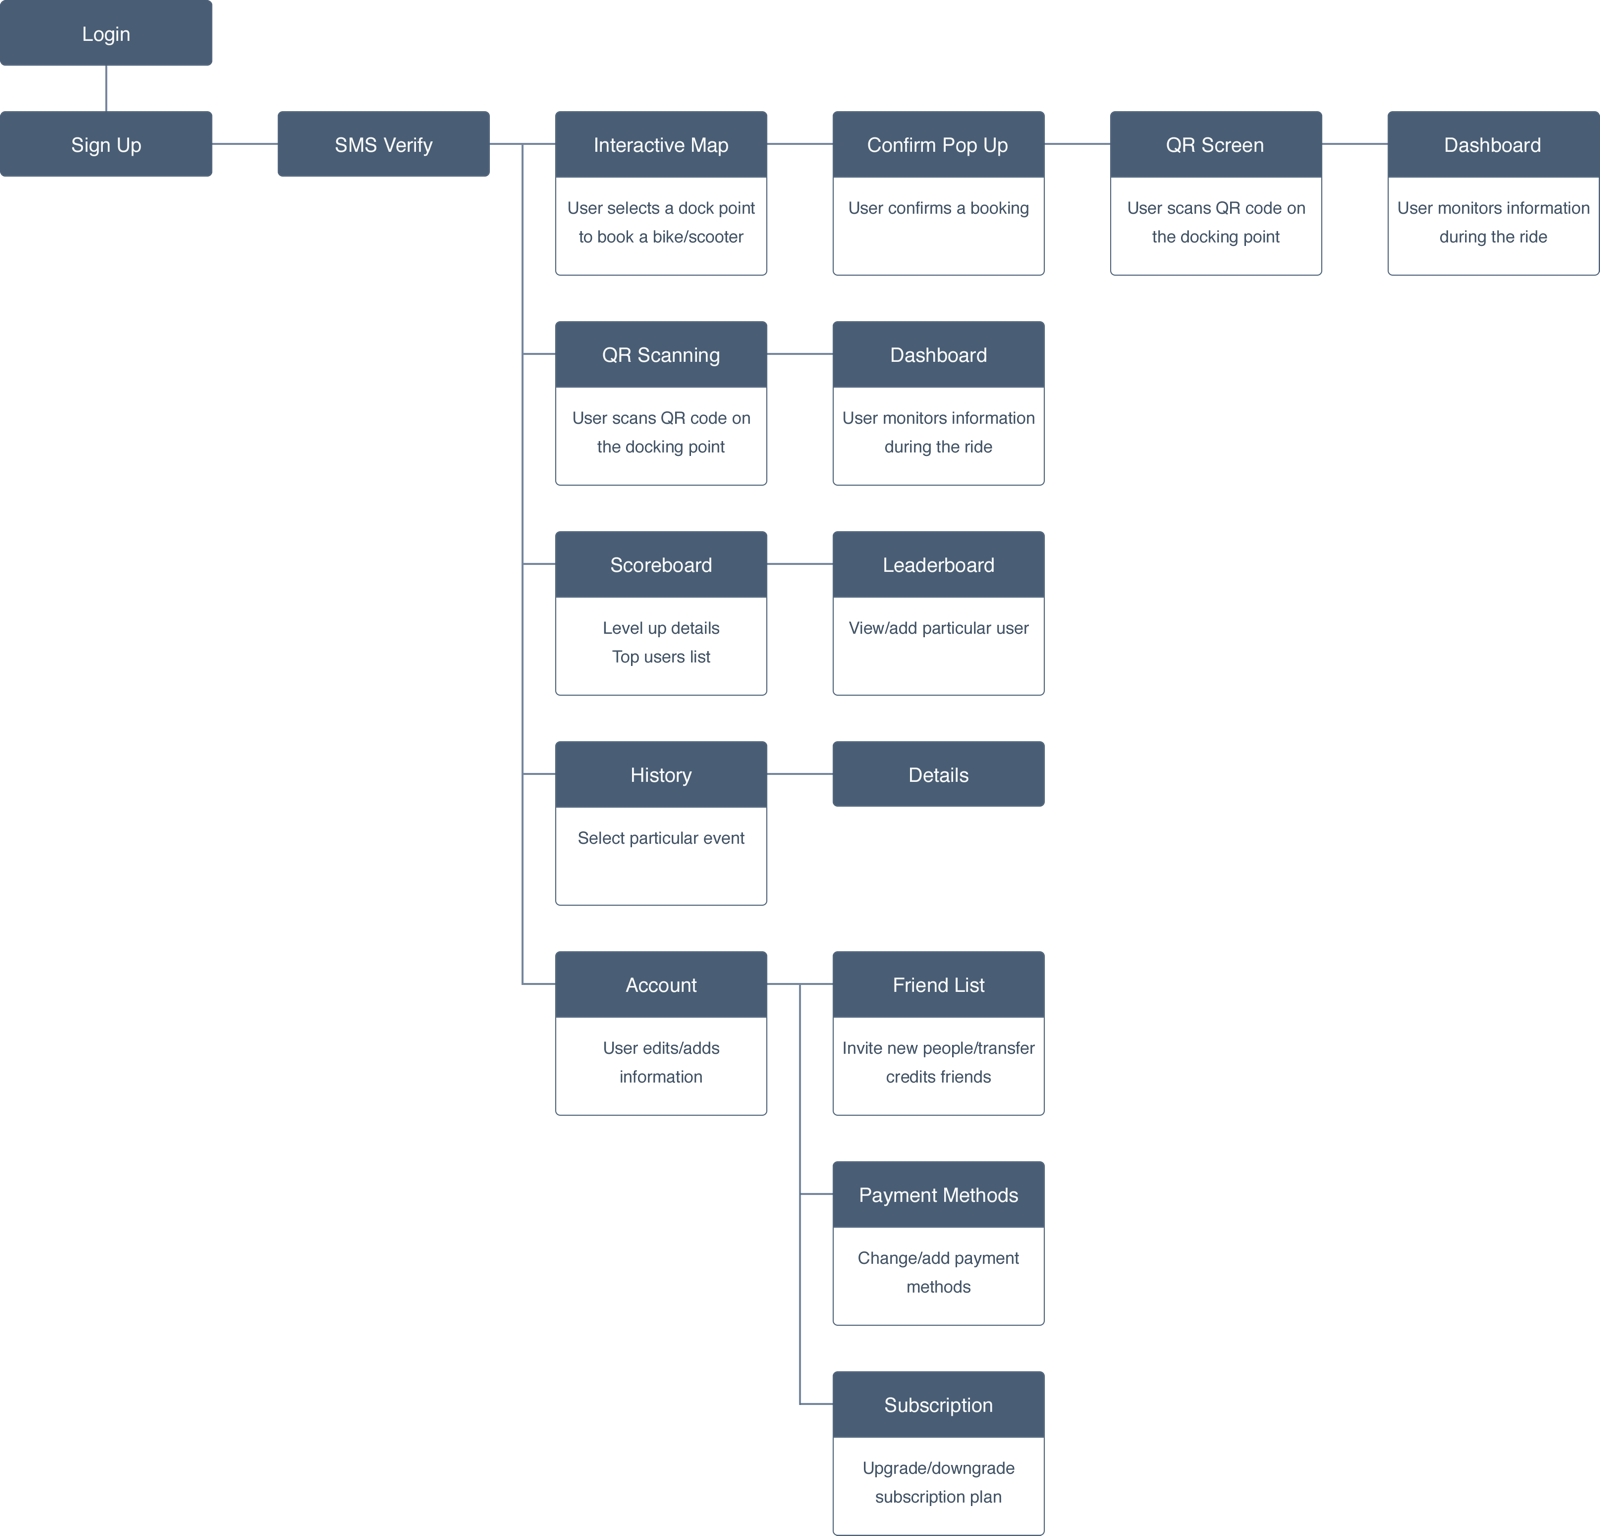 Login
Sign Up
SMS Verify
Interactive Map
User selects a dock point
to book a bike/scooter
Confirm Pop Up
User confirms a booking
QR Screen
User scans QR code on
the docking point
Dashboard
User monitors information
during the ride
QR Scanning
User scans QR code on
the docking point
Dashboard
User monitors information
during the ride
Scoreboard
Level up details
Top users list
Leaderboard
View/add particular user
History
Select particular event
Details
Account
User edits/adds
information
Friend List
Invite new people/transfer
credits friends
Payment Methods
Change/add payment
methods
Subscription
Upgrade/downgrade
subscription plan